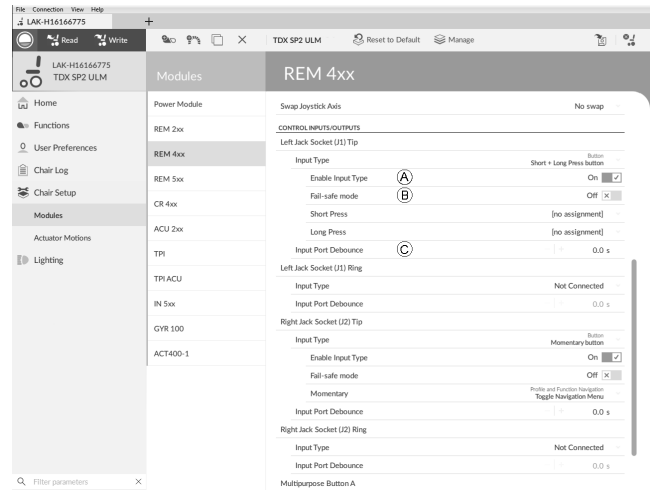 File Connection View Help
LAK-H16166775 +
Read Write TDX SP2 ULM Reset to Default Manage
LAK-H16166775
TDX SP2 ULM
Home
Functions
User Preferences
Chair Log
Chair Setup
Modules
Actuator Motions
Lighting
Filter parameters
Modules
Power Module
REM 2xx
REM 4xx
REM 5xx
CR 4xx
ACU 2xx
TPI
TPI ACU
IN 5xx
GYR 100
ACT400-1
REM 4xx
Swap Joystick Axis No swap
CONTROL INPUTS/OUTPUTS
Left Jack Socket (J1) Tip
Button
Input Type Short + Long Press button
Enable Input Type A On
Fail-safe mode B Off
Short Press [no assignment]
Long Press [no assignment]
Input Port Debounce C 0.0 s
Left Jack Socket (J1) Ring
Input Type Not Connected
Input Port Debounce 0.0 s
Right Jack Socket (J2) Tip
Button
Input Type Momentary button
Enable Input Type On
Fail-safe mode Off
Profile and Function Navigation
Momentary Toggle Navigation Menu
Input Port Debounce 0.0 s
Right Jack Socket (J2) Ring
Input Type Not Connected
Input Port Debounce 0.0 s
Multipurpose Button A